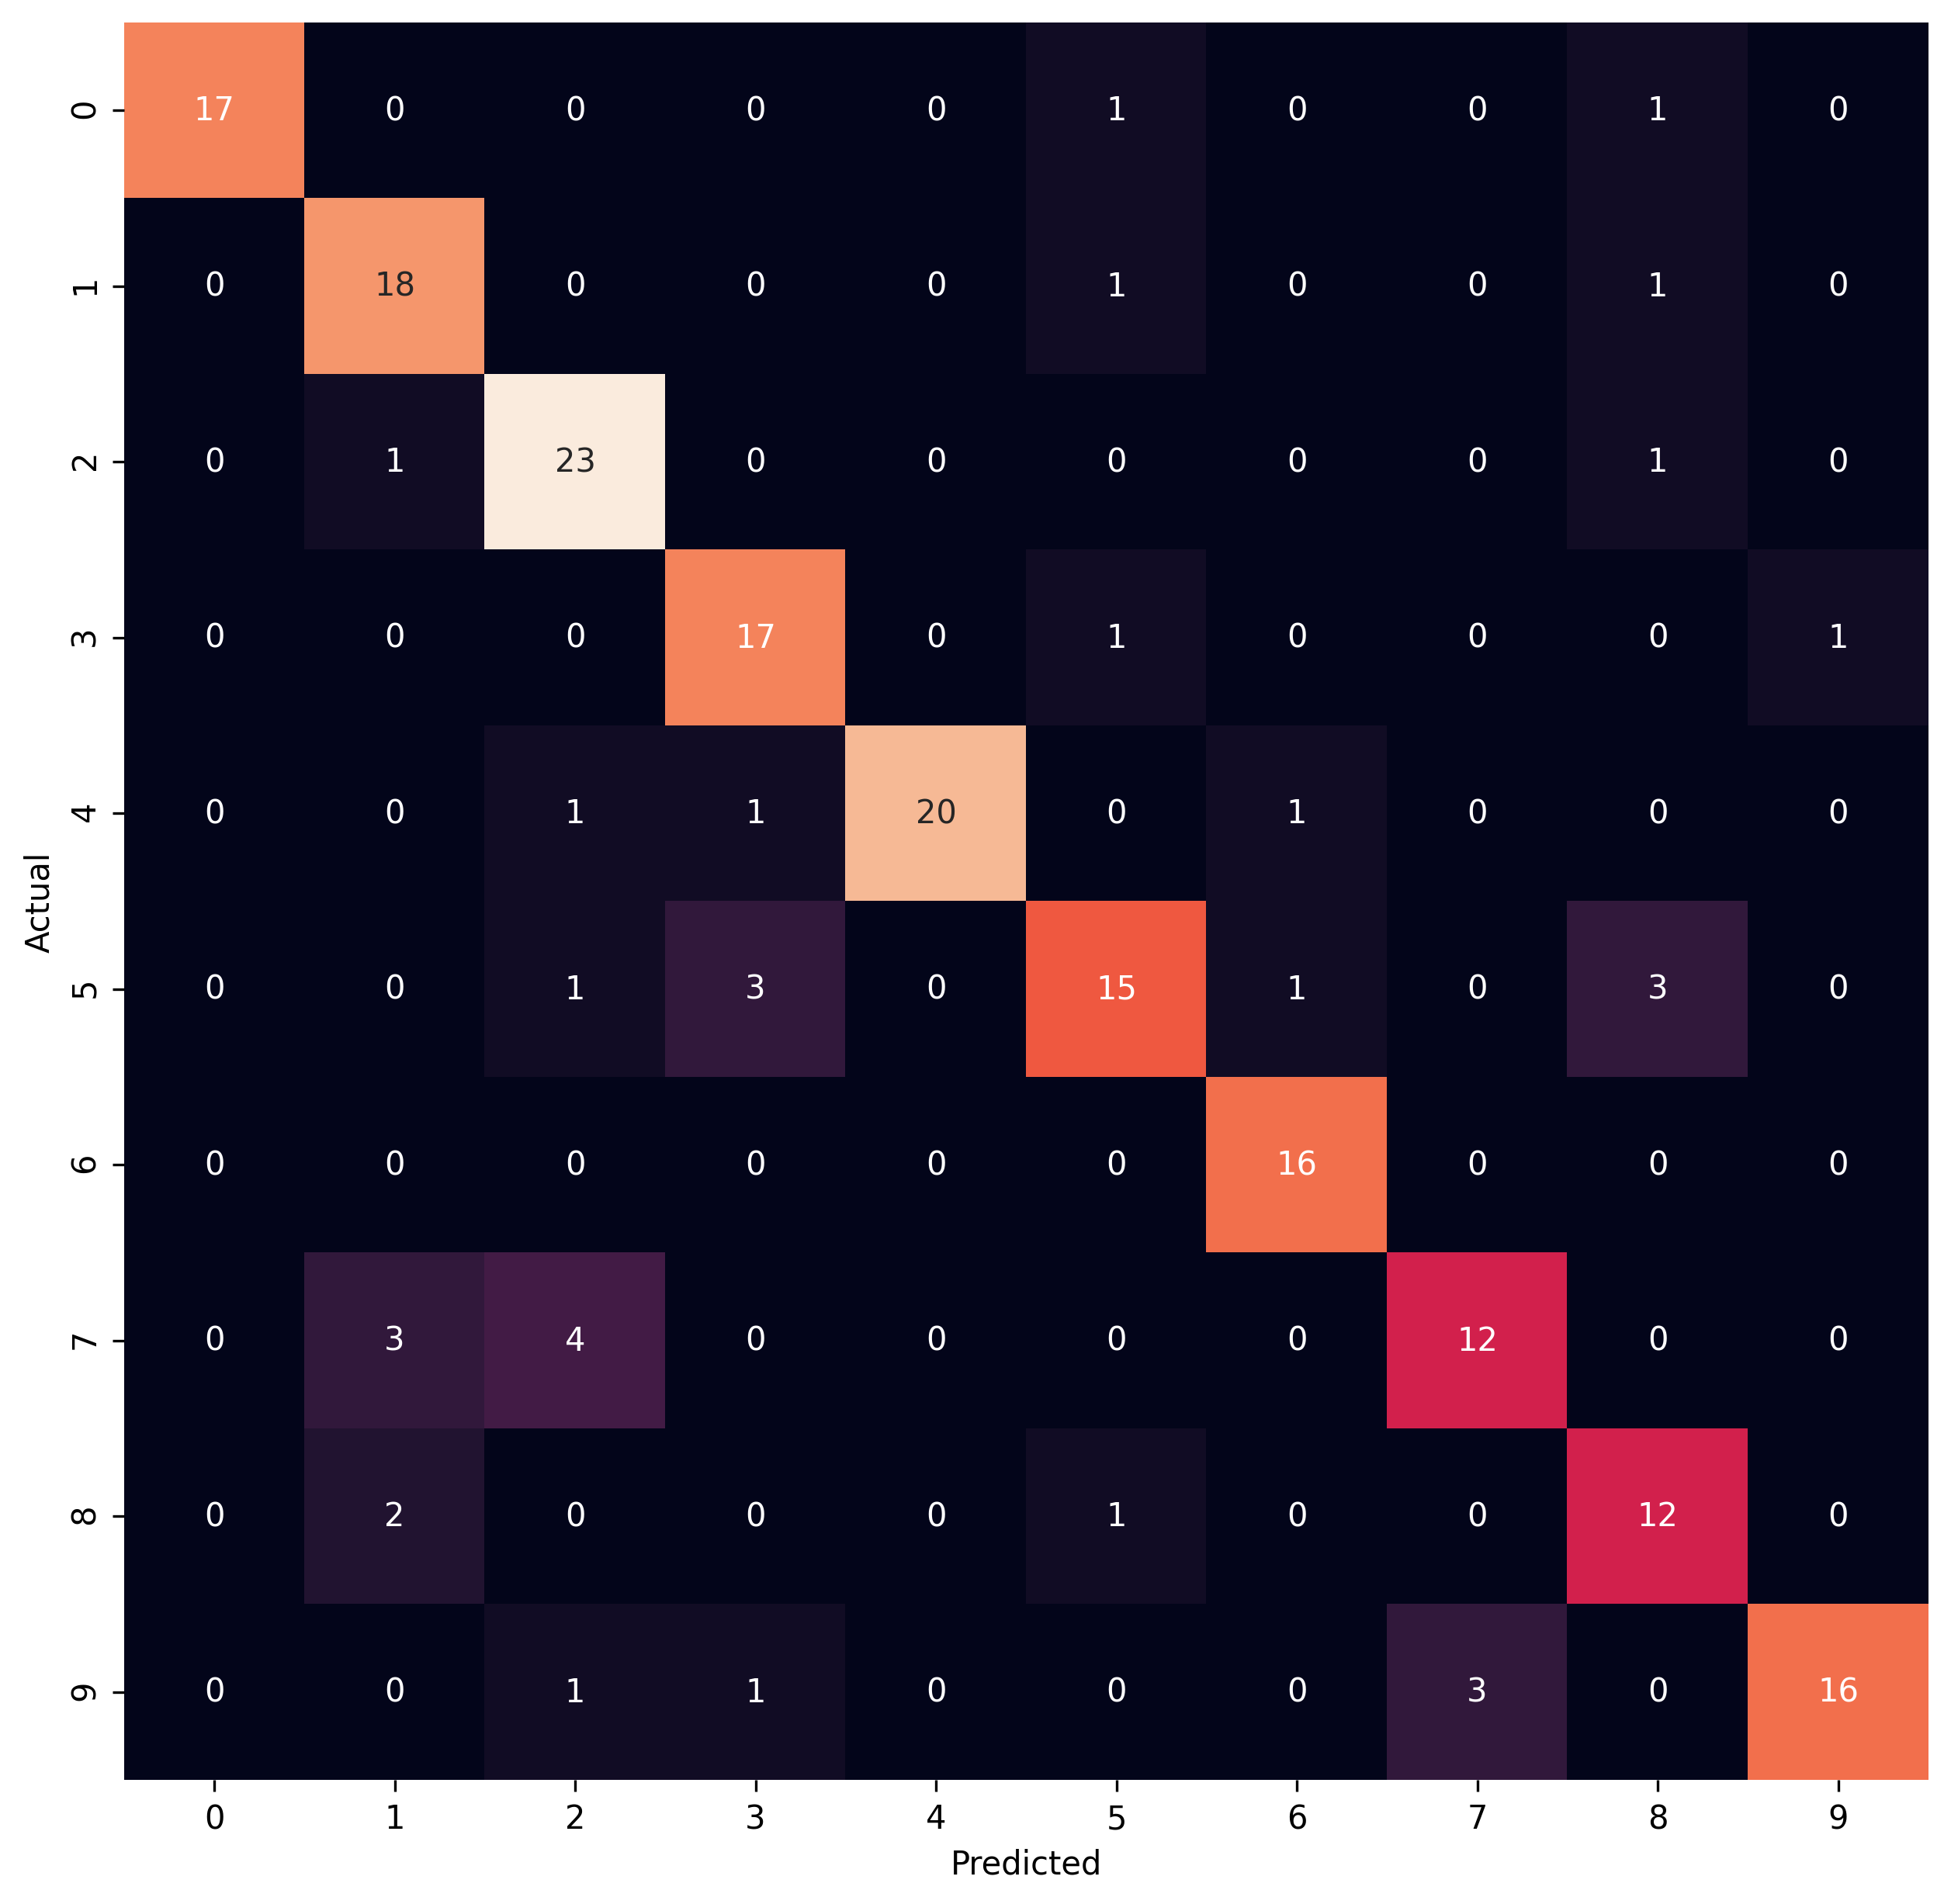 0 17 0 0 0 0 1 0 0 1 0
1 0 18 0 0 0 1 0 0 1 0
2 0 1 23 0 0 0 0 0 1 0
3 0 0 0 17 0 1 0 0 0 1
4 0 0 1 1 20 0 1 0 0 0
Actual
5 0 0 1 3 0 15 1 0 3 0
6 0 0 0 0 0 0 16 0 0 0
7 0 3 4 0 0 0 0 12 0 0
8 0 2 0 0 0 1 0 0 12 0
9 0 0 1 1 0 0 0 3 0 16
0 1 2 3 4 5 6 7 8 9
Predicted